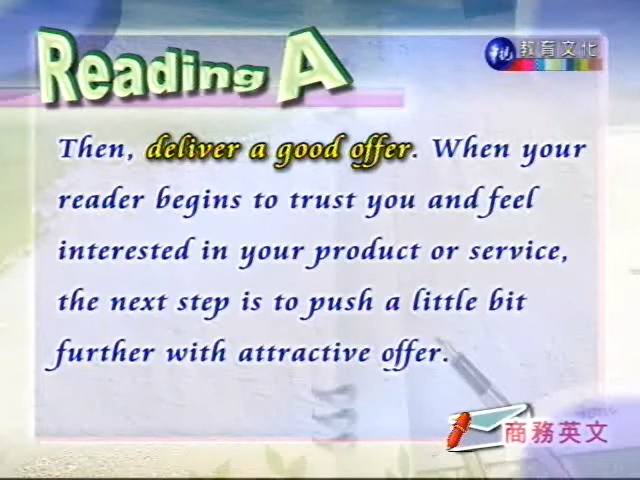 Reading A
華視 教育文化
Then, deliver a good offer. When your
reader begins to trust you and feel
interested in your product or service,
the next step is to push a little bit
further with attractive offer.
商務英文